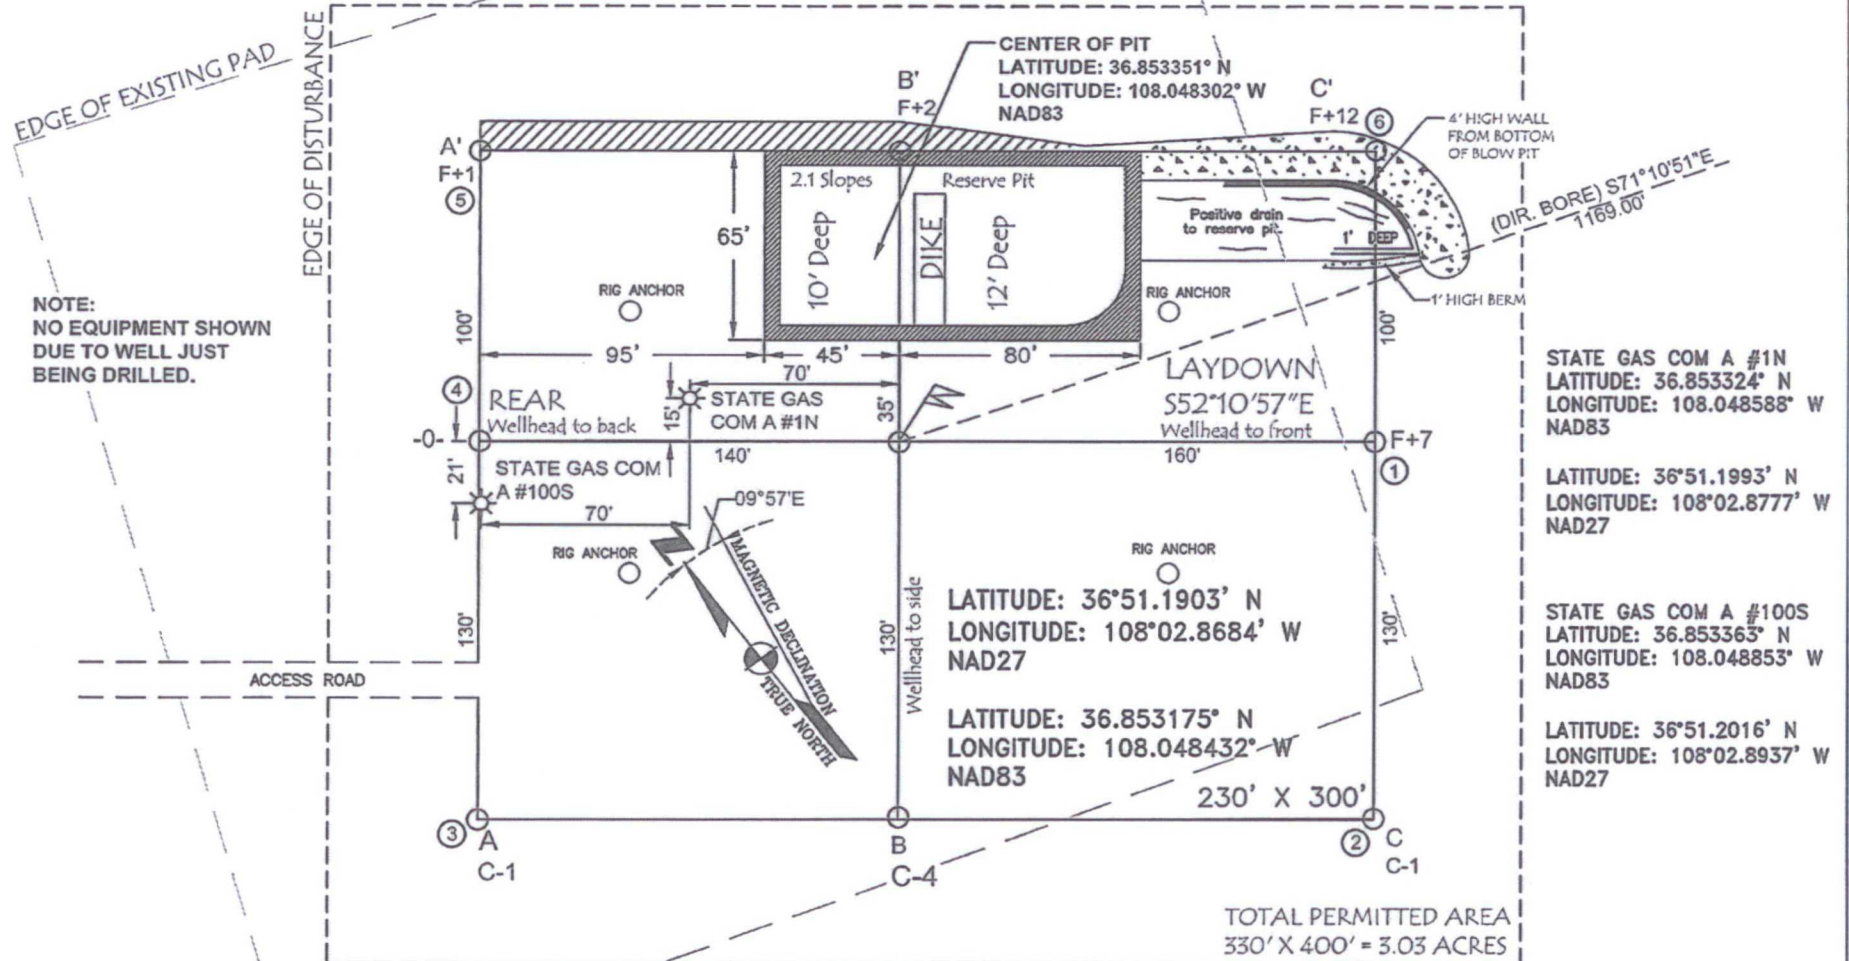 EDGE OF EXISTING PAD
EDGE OF DISTURBANCE
CENTER OF PIT
LATITUDE: 36.853351° N
LONGITUDE: 108.048302° W
NAD83
B'
F+2
C'
F+12
6
4' HIGH WALL
FROM BOTTOM
OF BLOW PIT
A'
F+1
5
2.1 Slopes
Reserve Pit
65'
10' Deep
DIKE
12' Deep
Positive drain
to reserve pit.
1' DEEP
(DIR. BORE) S71°10'51"E
1169.00'
1' HIGH BERM
RIG ANCHOR
RIG ANCHOR
NOTE:
NO EQUIPMENT SHOWN
DUE TO WELL JUST
BEING DRILLED.
100'
100'
95'
45'
80'
70'
4
REAR
Wellhead to back
15'
STATE GAS
COM A #1N
35'
LAYDOWN
S52°10'57"E
Wellhead to front
-0-
140'
160'
F+7
1
21'
STATE GAS COM
A #100S
70'
09°57'E
RIG ANCHOR
RIG ANCHOR
MAGNETIC DECLINATION
TRUE NORTH
130'
130'
Wellhead to side
130'
LATITUDE: 36°51.1903' N
LONGITUDE: 108°02.8684' W
NAD27
LATITUDE: 36.853175° N
LONGITUDE: 108.048432° W
NAD83
230' X 300'
ACCESS ROAD
3
A
C-1
B
C-4
2
C
C-1
STATE GAS COM A #1N
LATITUDE: 36.853324° N
LONGITUDE: 108.048588° W
NAD83
LATITUDE: 36°51.1993' N
LONGITUDE: 108°02.8777' W
NAD27
STATE GAS COM A #100S
LATITUDE: 36.853363° N
LONGITUDE: 108.048853° W
NAD83
LATITUDE: 36°51.2016' N
LONGITUDE: 108°02.8937' W
NAD27
TOTAL PERMITTED AREA
330' X 400' = 3.03 ACRES